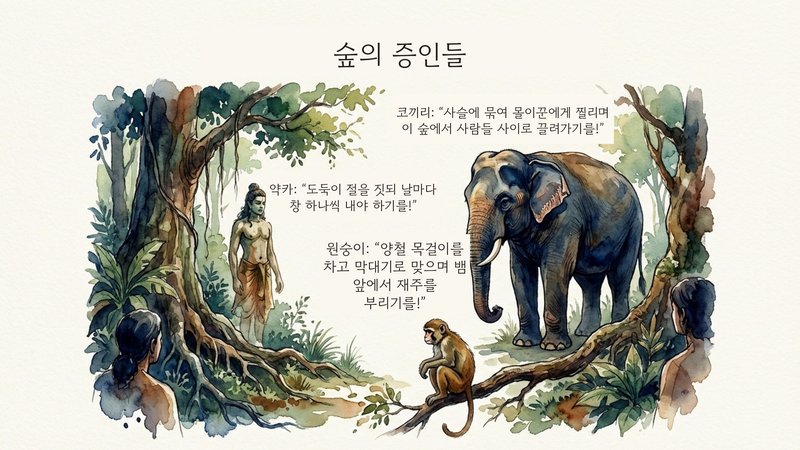 숲의 증인들
코끼리: “사슬에 묶여 몰이꾼에게 찔리며
이 숲에서 사람들 사이로 끌려가기를!”
약카: “도둑이 절을 짓되 날마다
창 하나씩 내야 하기를!”
원숭이: “양철 목걸이를
차고 막대기로 맞으며 뱀
앞에서 재주를
부리기를!”